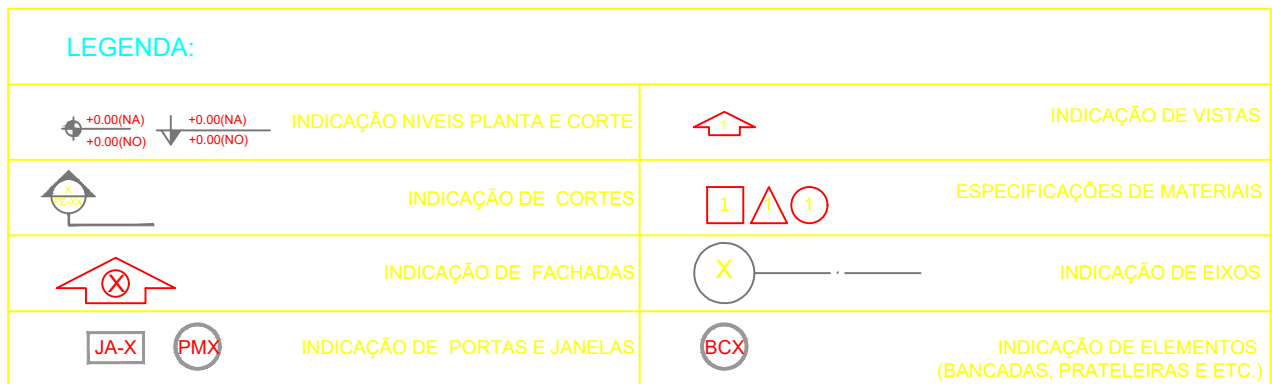 LEGENDA:
+0.00(NA) +0.00(NA) INDICAÇÃO NIVEIS PLANTA E CORTE
+0.00(NO) +0.00(NO)
1 INDICAÇÃO DE VISTAS
X INDICAÇÃO DE CORTES
PE-XX
1 1 1 ESPECIFICAÇÕES DE MATERIAIS
X INDICAÇÃO DE FACHADAS
X INDICAÇÃO DE EIXOS
JA-X PMX INDICAÇÃO DE PORTAS E JANELAS
BCX INDICAÇÃO DE ELEMENTOS
(BANCADAS, PRATELEIRAS E ETC.)